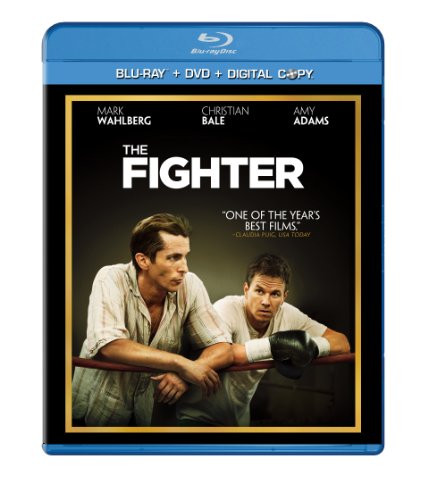 Blu-ray Disc
BLU-RAY™ + DVD + DIGITAL COPY
MARK WAHLBERG
CHRISTIAN BALE
AMY ADAMS
THE
FIGHTER
"ONE OF THE YEAR'S
BEST FILMS."
–CLAUDIA PUIG, USA TODAY